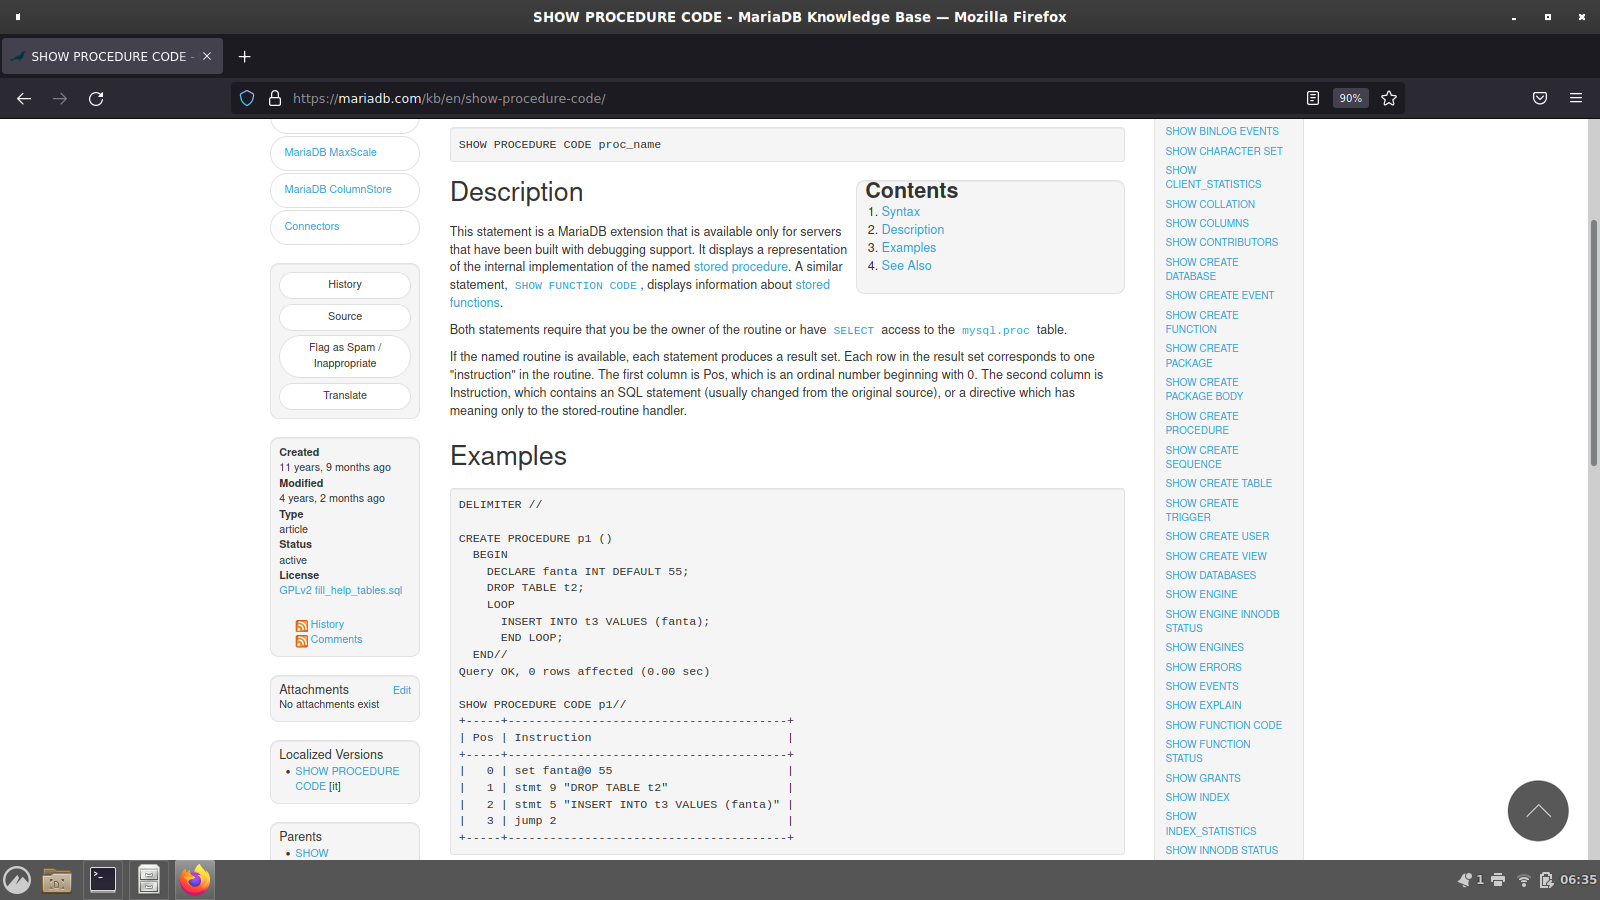 SHOW PROCEDURE CODE - MariaDB Knowledge Base — Mozilla Firefox
SHOW PROCEDURE CODE -
https://mariadb.com/kb/en/show-procedure-code/
90%
MariaDB MaxScale
MariaDB ColumnStore
Connectors
History
Source
Flag as Spam /
Inappropriate
Translate
Created
11 years, 9 months ago
Modified
4 years, 2 months ago
Type
article
Status
active
License
GPLv2 fill_help_tables.sql
History
Comments
Attachments Edit
No attachments exist
Localized Versions
• SHOW PROCEDURE
CODE [it]
Parents
• SHOW
SHOW PROCEDURE CODE proc_name
Description
This statement is a MariaDB extension that is available only for servers
that have been built with debugging support. It displays a representation
of the internal implementation of the named stored procedure. A similar
statement, SHOW FUNCTION CODE, displays information about stored
functions.
Both statements require that you be the owner of the routine or have SELECT access to the mysql.proc table.
If the named routine is available, each statement produces a result set. Each row in the result set corresponds to one
"instruction" in the routine. The first column is Pos, which is an ordinal number beginning with 0. The second column is
Instruction, which contains an SQL statement (usually changed from the original source), or a directive which has
meaning only to the stored-routine handler.
Contents
1. Syntax
2. Description
3. Examples
4. See Also
Examples
DELIMITER //
CREATE PROCEDURE p1 ()
  BEGIN
    DECLARE fanta INT DEFAULT 55;
    DROP TABLE t2;
    LOOP
      INSERT INTO t3 VALUES (fanta);
      END LOOP;
  END//
Query OK, 0 rows affected (0.00 sec)
SHOW PROCEDURE CODE p1//
+-----+----------------------------------------+
| Pos | Instruction                            |
+-----+----------------------------------------+
|   0 | set fanta@0 55                         |
|   1 | stmt 9 "DROP TABLE t2"                 |
|   2 | stmt 5 "INSERT INTO t3 VALUES (fanta)" |
|   3 | jump 2                                 |
+-----+----------------------------------------+
SHOW BINLOG EVENTS
SHOW CHARACTER SET
SHOW
CLIENT_STATISTICS
SHOW COLLATION
SHOW COLUMNS
SHOW CONTRIBUTORS
SHOW CREATE
DATABASE
SHOW CREATE EVENT
SHOW CREATE
FUNCTION
SHOW CREATE
PACKAGE
SHOW CREATE
PACKAGE BODY
SHOW CREATE
PROCEDURE
SHOW CREATE
SEQUENCE
SHOW CREATE TABLE
SHOW CREATE
TRIGGER
SHOW CREATE USER
SHOW CREATE VIEW
SHOW DATABASES
SHOW ENGINE
SHOW ENGINE INNODB
STATUS
SHOW ENGINES
SHOW ERRORS
SHOW EVENTS
SHOW EXPLAIN
SHOW FUNCTION CODE
SHOW FUNCTION
STATUS
SHOW GRANTS
SHOW INDEX
SHOW
INDEX_STATISTICS
SHOW INNODB STATUS
1
06:35